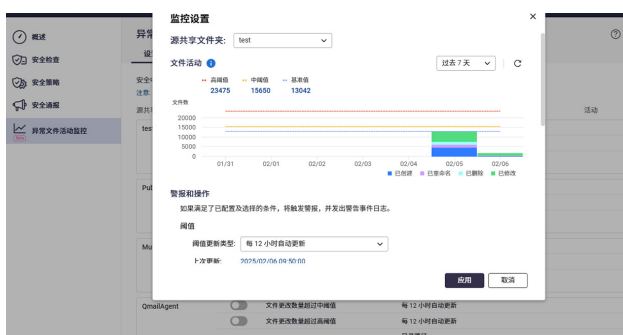 监控设置
源共享文件夹: test
文件活动
过去 7 天
高阈值 中阈值 基准值
23475 15650 13042
文件数
20000
15000
10000
5000
0
01/31 02/01 02/02 02/03 02/04 02/05 02/06
已创建 已重命名 已删除 已修改
警报和操作
如果满足了已配置及选择的条件，将触发警报，并发出警告事件日志。
阈值
阈值更新类型: 每 12 小时自动更新
上次更新: 2025/02/06 09:50:00
应用 取消
概述
安全检查
安全策略
安全通报
异常文件活动监控
New
异常
设
安全中
注意
源共
活动
tes
Pub
Mu
QmailAgent
文件更改数量超过中阈值 每 12 小时自动更新
文件更改数量超过高阈值 每 12 小时自动更新